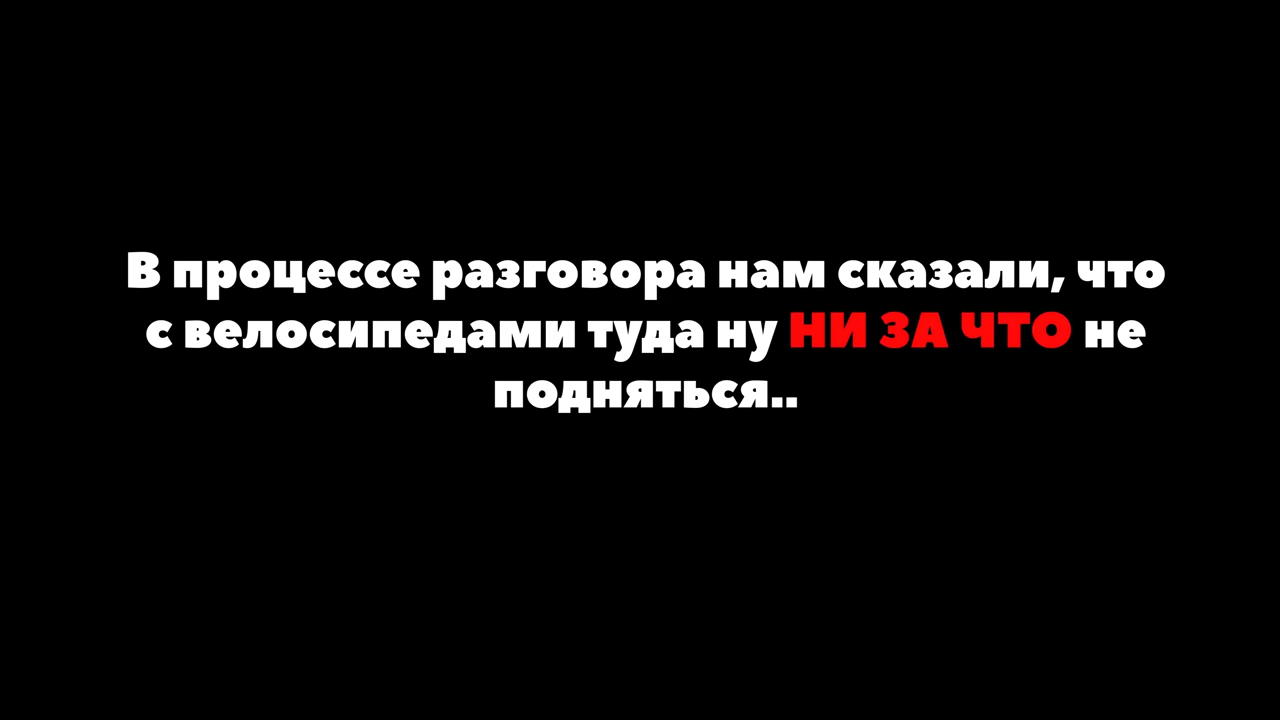 В процессе разговора нам сказали, что
с велосипедами туда ну НИ ЗА ЧТО не
подняться..